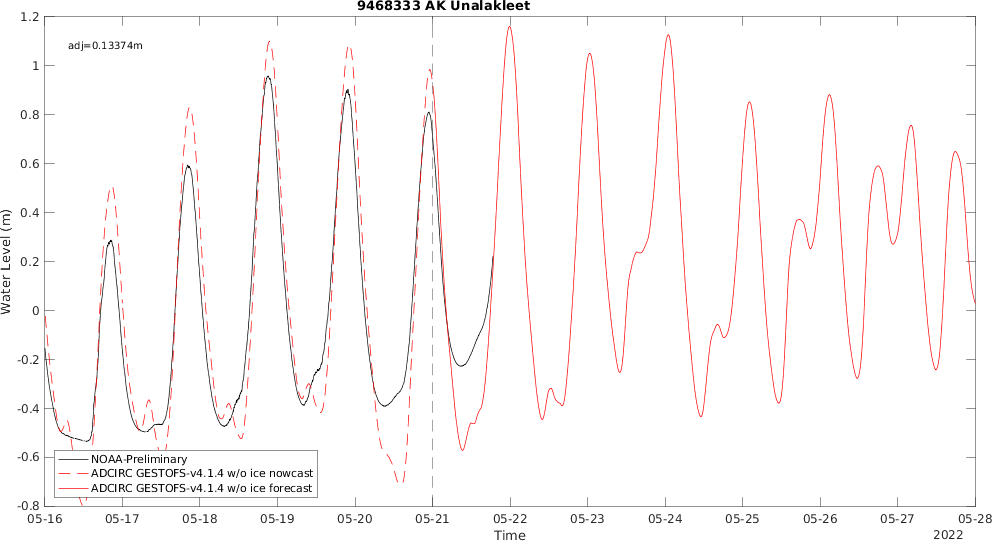 9468333 AK Unalakleet
adj=0.13374m
1.2
1
0.8
0.6
0.4
0.2
0
-0.2
-0.4
-0.6
-0.8
Water Level (m)
NOAA-Preliminary
ADCIRC GESTOFS-v4.1.4 w/o ice nowcast
ADCIRC GESTOFS-v4.1.4 w/o ice forecast
05-16 05-17 05-18 05-19 05-20 05-21 05-22 05-23 05-24 05-25 05-26 05-27 05-28
Time
2022